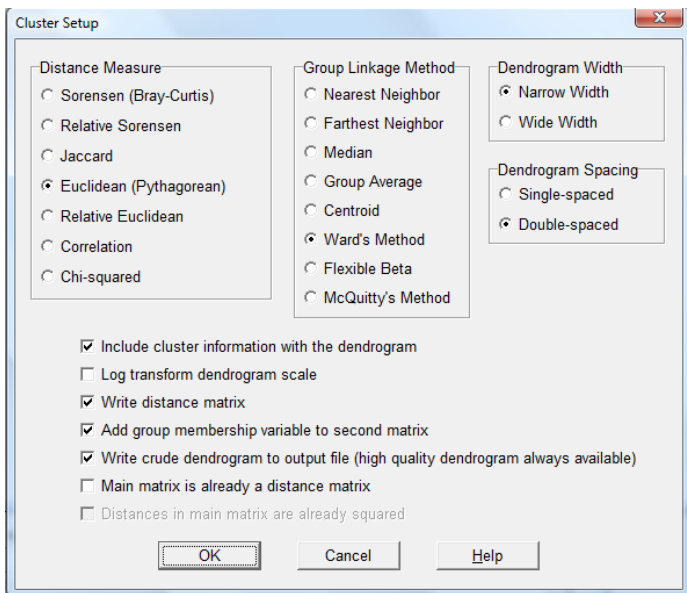 Cluster Setup
Distance Measure
Sorensen (Bray-Curtis)
Relative Sorensen
Jaccard
Euclidean (Pythagorean)
Relative Euclidean
Correlation
Chi-squared
Group Linkage Method
Nearest Neighbor
Farthest Neighbor
Median
Group Average
Centroid
Ward's Method
Flexible Beta
McQuitty's Method
Dendrogram Width
Narrow Width
Wide Width
Dendrogram Spacing
Single-spaced
Double-spaced
Include cluster information with the dendrogram
Log transform dendrogram scale
Write distance matrix
Add group membership variable to second matrix
Write crude dendrogram to output file (high quality dendrogram always available)
Main matrix is already a distance matrix
Distances in main matrix are already squared
OK Cancel Help